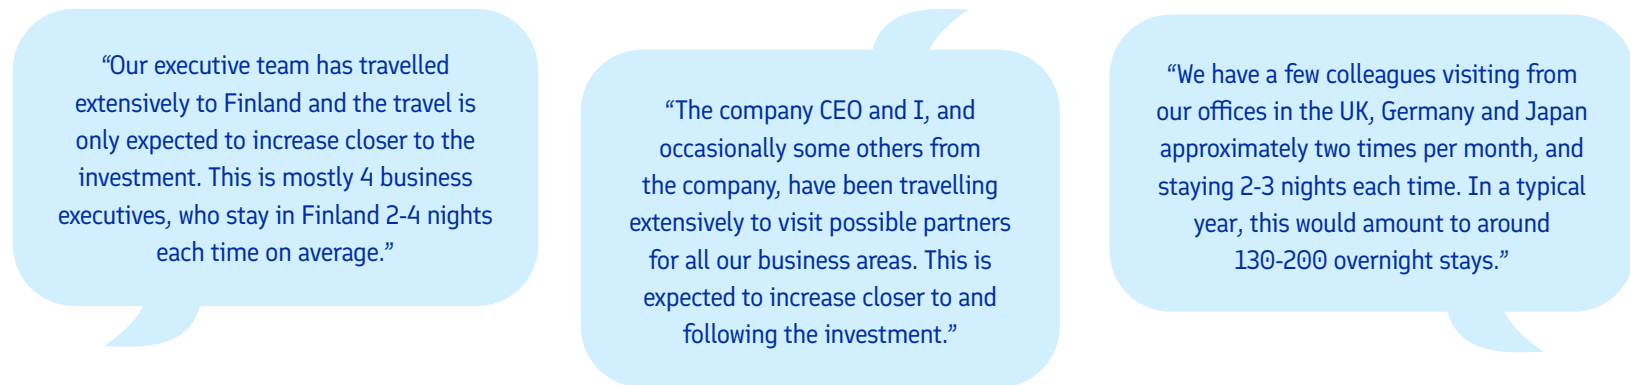 “Our executive team has travelled
extensively to Finland and the travel is
only expected to increase closer to the
investment. This is mostly 4 business
executives, who stay in Finland 2-4 nights
each time on average.”
“The company CEO and I, and
occasionally some others from
the company, have been travelling
extensively to visit possible partners
for all our business areas. This is
expected to increase closer to and
following the investment.”
“We have a few colleagues visiting from
our offices in the UK, Germany and Japan
approximately two times per month, and
staying 2-3 nights each time. In a typical
year, this would amount to around
130-200 overnight stays.”